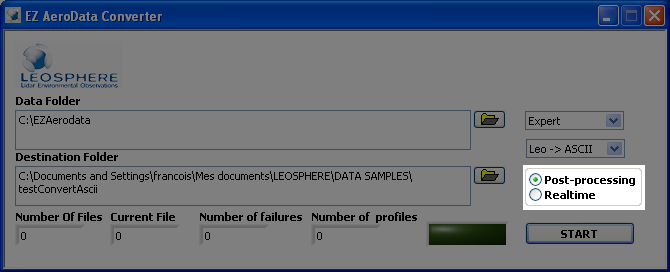 EZ AeroData Converter
LEOSPHERE
Lidar Environmental Observations
Data Folder
C:\EZAerodata
Expert
Leo -> ASCII
Destination Folder
C:\Documents and Settings\francois\Mes documents\LEOSPHERE\DATA SAMPLES\
testConvertAscii
Post-processing
Realtime
Number Of Files
Current File
Number of failures
Number of profiles
0
0
0
0
START